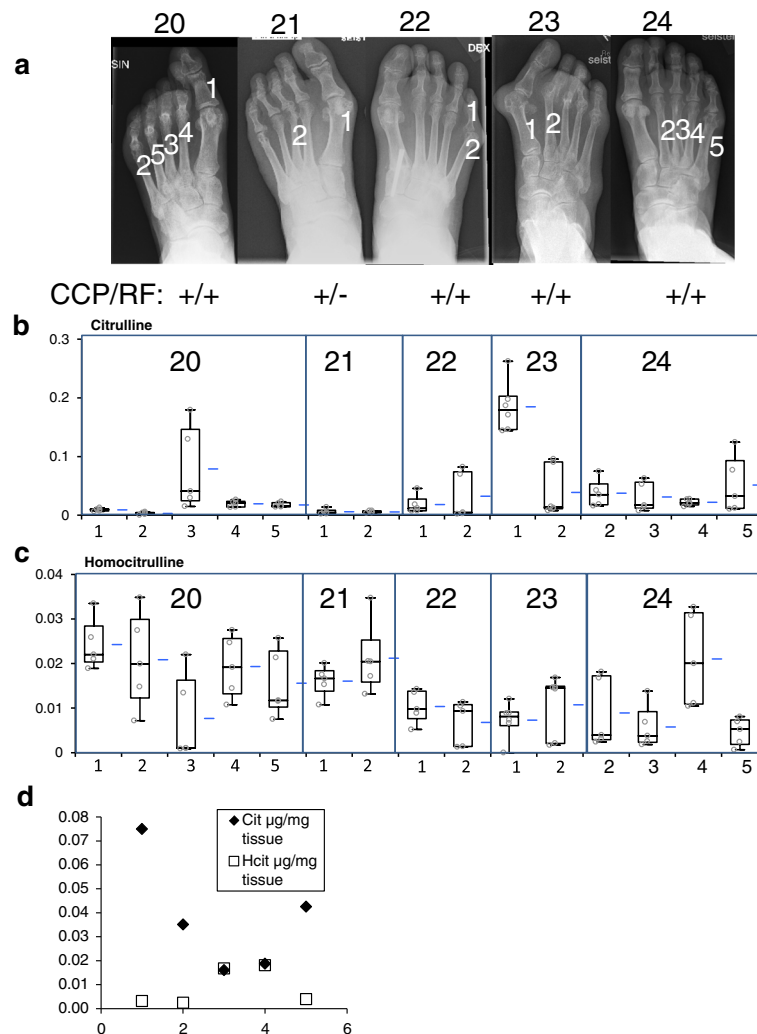 20 21 22 23 24
a
SIN DEX seist seister
1 2 5 3 4
2 1
1 2
1 2
2 3 4 5
CCP/RF: +/+ +/- +/+ +/+ +/+
b Citrulline
0.3
20 21 22 23 24
0.2
0.1
0
1 2 3 4 5 1 2 1 2 1 2 2 3 4 5
c Homocitrulline
0.04
20 21 22 23 24
0.03
0.02
0.01
0
1 2 3 4 5 1 2 1 2 1 2 2 3 4 5
d
0.08
0.07
0.06
0.05
0.04
0.03
0.02
0.01
0.00
Cit µg/mg
tissue
Hcit µg/mg
tissue
0 2 4 6